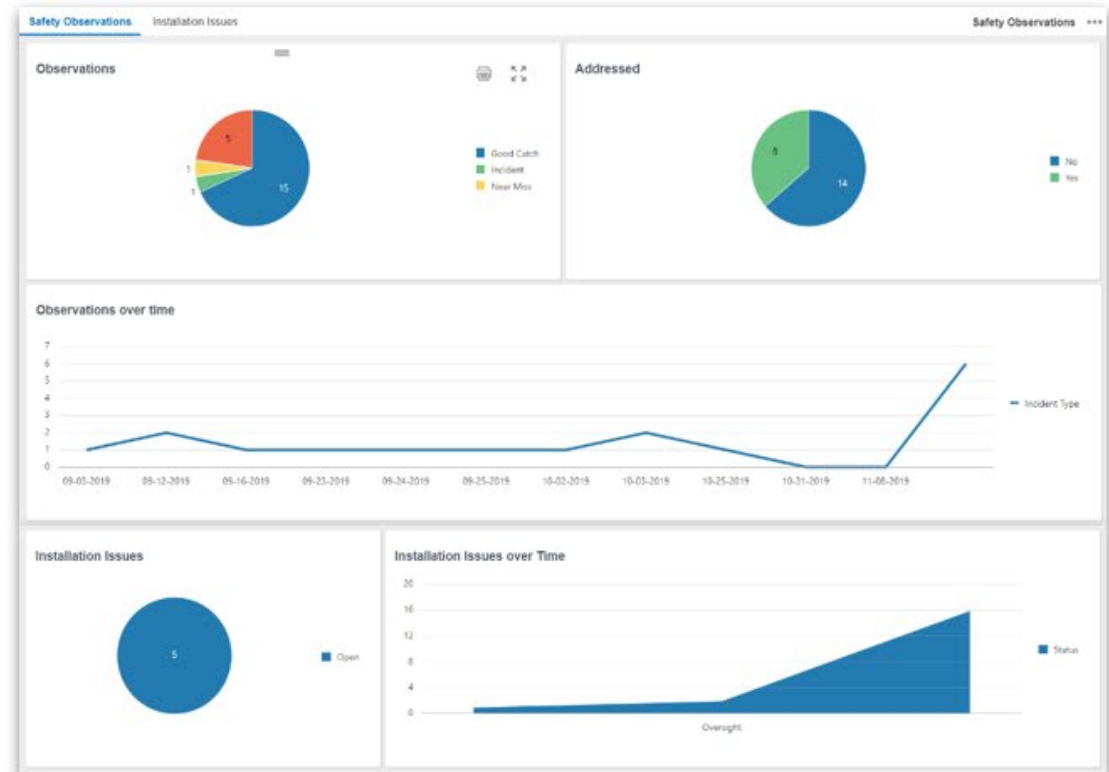 Safety Observations Installation Issues Safety Observations
Observations
5
1
1
15
Good Catch
Incident
Near Miss
Addressed
8
14
No
Yes
Observations over time
7
6
5
4
3
2
1
0
09-03-2019 09-12-2019 09-16-2019 09-23-2019 09-24-2019 09-25-2019 10-02-2019 10-03-2019 10-25-2019 10-31-2019 11-08-2019
Incident Type
Installation Issues
5
Open
Installation Issues over Time
20
16
12
8
4
0
Oversight
Status